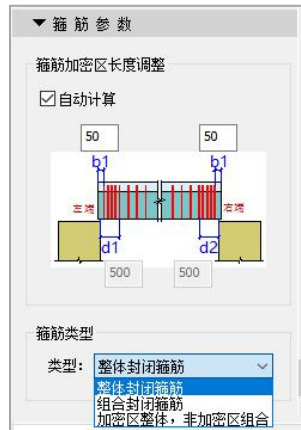 ▼箍筋参数
箍筋加密区长度调整
☑自动计算
50 50
b1 b1
左端 右端
d1 d2
500 500
箍筋类型
类型： 整体封闭箍筋
整体封闭箍筋
组合封闭箍筋
加密区整体，非加密区组合